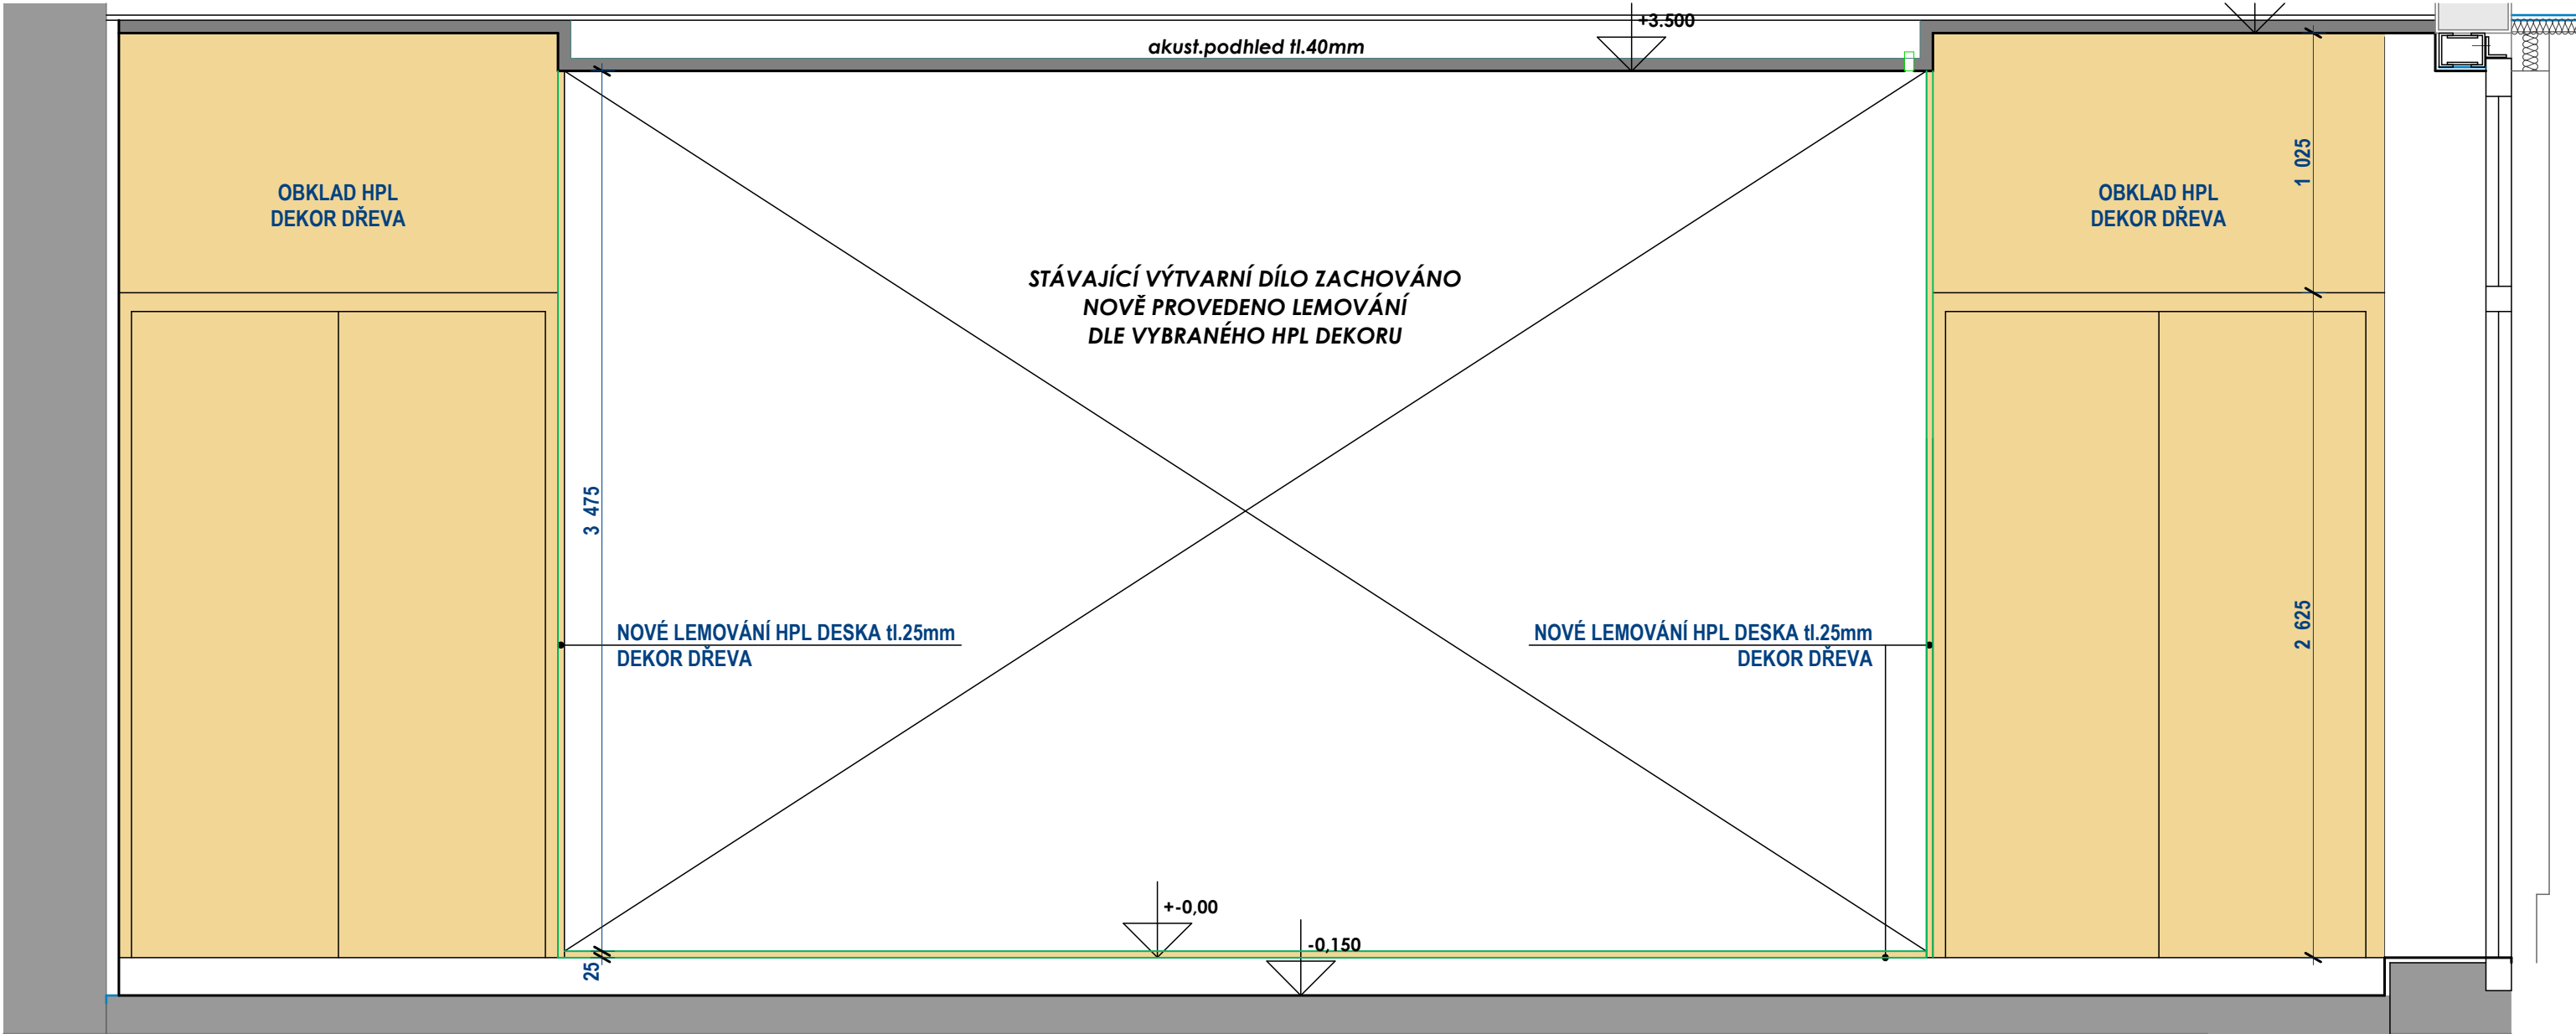 +3.500
akust.podhled tl.40mm
OBKLAD HPL
DEKOR DŘEVA
OBKLAD HPL
DEKOR DŘEVA
1 025
STÁVAJÍCÍ VÝTVARNÍ DÍLO ZACHOVÁNO
NOVĚ PROVEDENO LEMOVÁNÍ
DLE VYBRANÉHO HPL DEKORU
3 475
NOVÉ LEMOVÁNÍ HPL DESKA tl.25mm
DEKOR DŘEVA
NOVÉ LEMOVÁNÍ HPL DESKA tl.25mm
DEKOR DŘEVA
2 625
+-0,00
-0,150
25